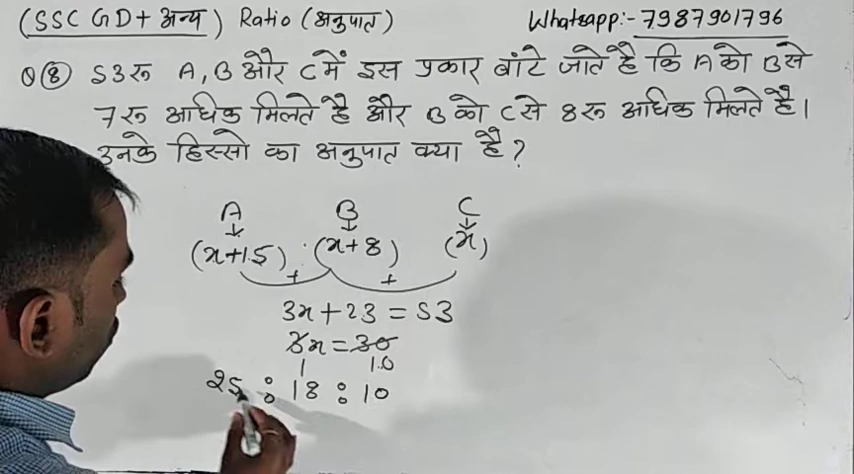 (SSC GD+ अन्य) Ratio (अनुपात) Whatsapp:- 7987901796
Q⑧ 53रू A, B और C में इस प्रकार बांटे जाते है कि A को B से
7रू अधिक मिलते है और B को C से 8रू अधिक मिलते है।
उनके हिस्सो का अनुपात क्या है?
A B C
(x+15) : (x+8) (x)
+ +
3x+23 = 53
3x = 30
1 10
25 : 18 : 10